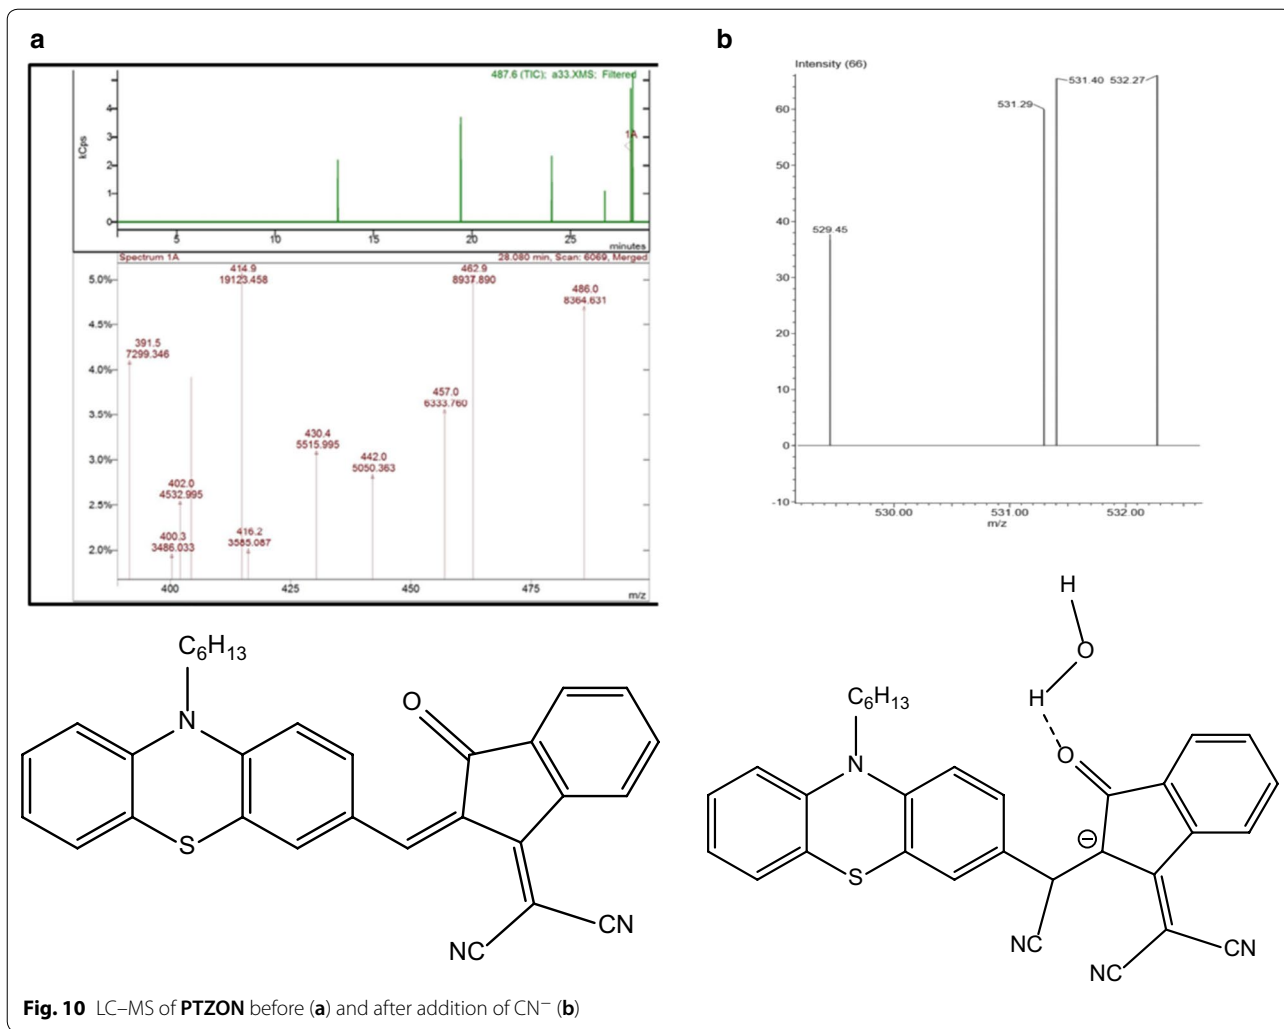 a
487.6 (TIC); a33.XMS; Filtered
4
3
2
1
0
kCps
1A
5 10 15 20 25
minutes
Spectrum 1A
28.080 min, Scan: 6069, Merged
5.0%
4.5%
4.0%
3.5%
3.0%
2.5%
2.0%
391.5
7299.346
400.3
3486.033
402.0
4532.995
414.9
19123.458
416.2
3585.087
430.4
5515.995
442.0
5050.363
457.0
6333.760
462.9
8937.890
486.0
8364.631
400 425 450 475
m/z
C6H13
N
S
O
NC
CN
b
Intensity (66)
60
50
40
30
20
10
0
-10
529.45
531.29
531.40 532.27
530.00 531.00 532.00
m/z
H
O
H
O
C6H13
N
S
⊖
NC
NC
CN
Fig. 10 LC–MS of PTZON before (a) and after addition of CN− (b)